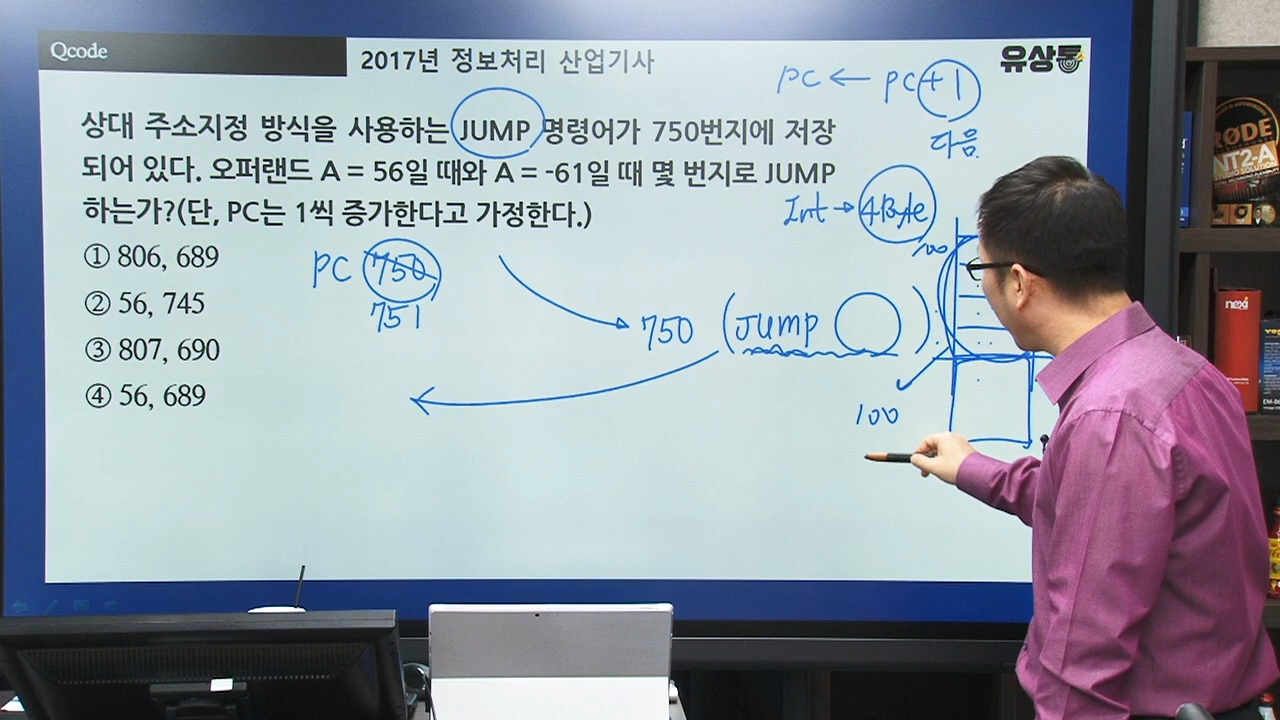 Qcode
2017년 정보처리 산업기사
유상통
PC ← PC+1
다음
상대 주소지정 방식을 사용하는 JUMP 명령어가 750번지에 저장
되어 있다. 오퍼랜드 A = 56일 때와 A = -61일 때 몇 번지로 JUMP
하는가?(단, PC는 1씩 증가한다고 가정한다.)
Int → 4Byte
100
① 806, 689
② 56, 745
③ 807, 690
④ 56, 689
PC 750
751
750 (Jump )
100
RØDE
NT2-A
nexi